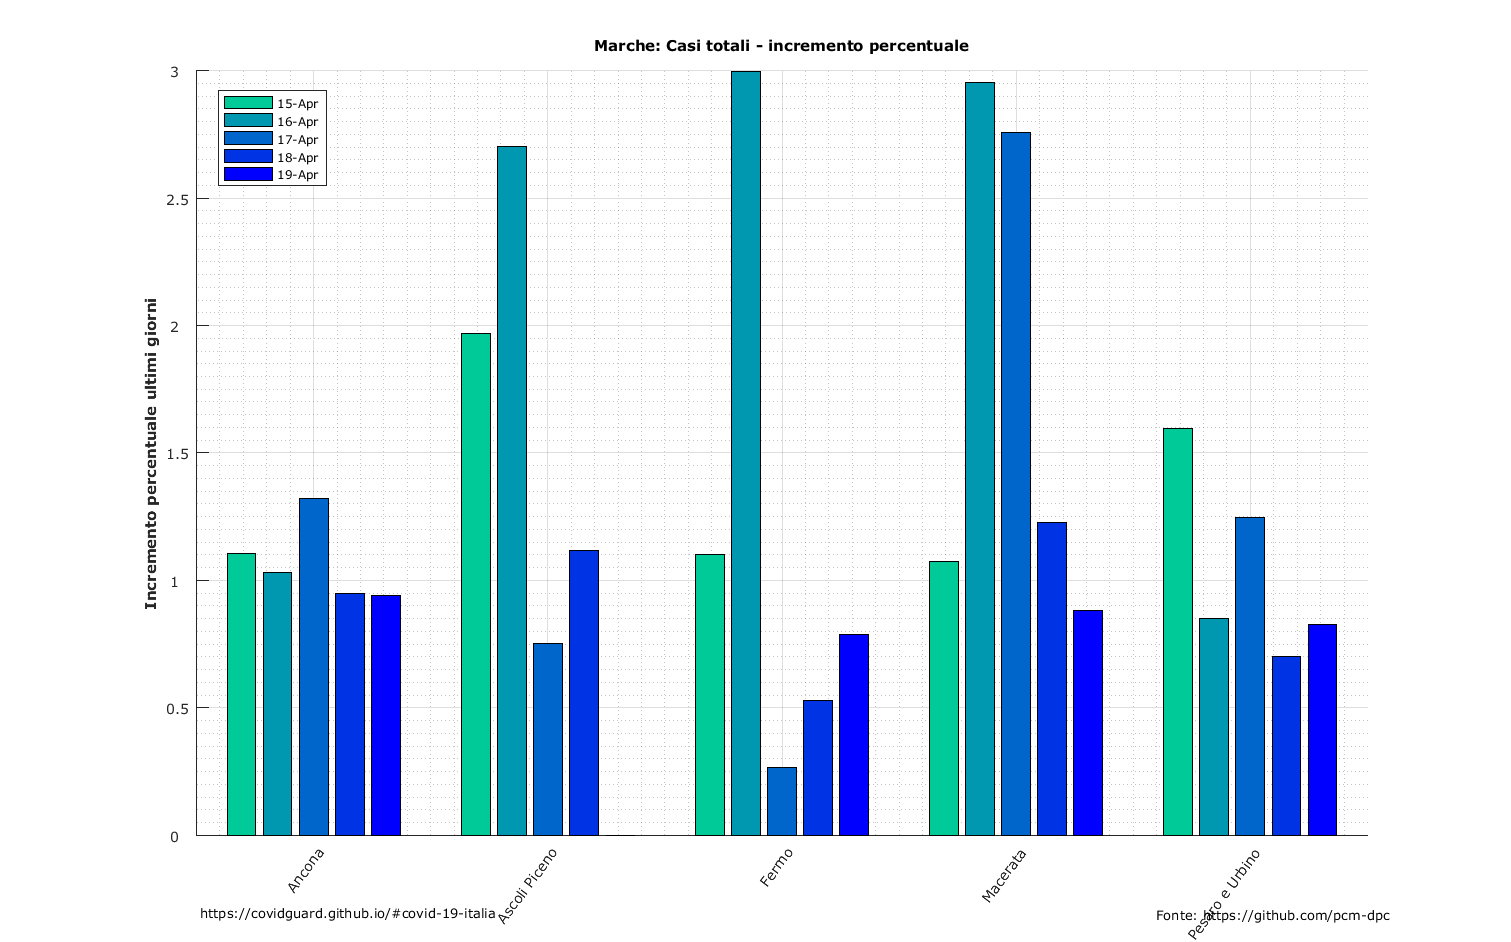 Marche: Casi totali - incremento percentuale
3
2.5
2
1.5
1
0.5
0
Incremento percentuale ultimi giorni
15-Apr
16-Apr
17-Apr
18-Apr
19-Apr
Ancona
Ascoli Piceno
Fermo
Macerata
Pesaro e Urbino
https://covidguard.github.io/#covid-19-italia
Fonte: https://github.com/pcm-dpc